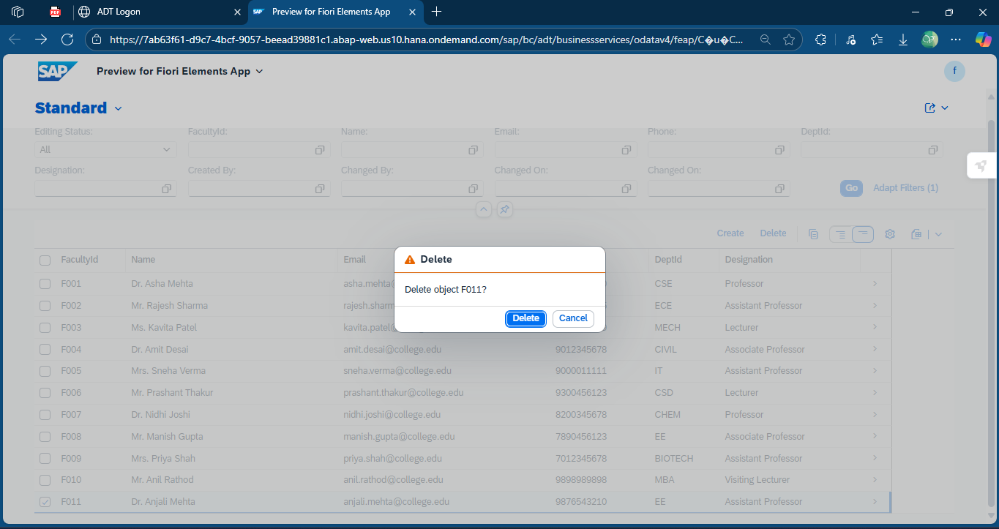 ADT Logon
Preview for Fiori Elements App
https://7ab63f61-d9c7-4bcf-9057-beead39881c1.abap-web.us10.hana.ondemand.com/sap/bc/adt/businessservices/odatav4/feap/C�u�C...
SAP Preview for Fiori Elements App f
Standard
Editing Status: FacultyId: Name: Email: Phone: DeptId:
All
Designation: Created By: Changed By: Changed On: Changed On:
Go Adapt Filters (1)
Create Delete
FacultyId Name Email DeptId Designation
F001 Dr. Asha Mehta asha.mehta CSE Professor
F002 Mr. Rajesh Sharma rajesh.sharm ECE Assistant Professor
F003 Ms. Kavita Patel kavita.patel MECH Lecturer
F004 Dr. Amit Desai amit.desai@college.edu 9012345678 CIVIL Associate Professor
F005 Mrs. Sneha Verma sneha.verma@college.edu 9000011111 IT Assistant Professor
F006 Mr. Prashant Thakur prashant.thakur@college.edu 9300456123 CSD Lecturer
F007 Dr. Nidhi Joshi nidhi.joshi@college.edu 8200345678 CHEM Professor
F008 Mr. Manish Gupta manish.gupta@college.edu 7890456123 EE Associate Professor
F009 Mrs. Priya Shah priya.shah@college.edu 7012345678 BIOTECH Assistant Professor
F010 Mr. Anil Rathod anil.rathod@college.edu 9898989898 MBA Visiting Lecturer
F011 Dr. Anjali Mehta anjali.mehta@college.edu 9876543210 EE Assistant Professor
Delete
Delete object F011?
Delete Cancel